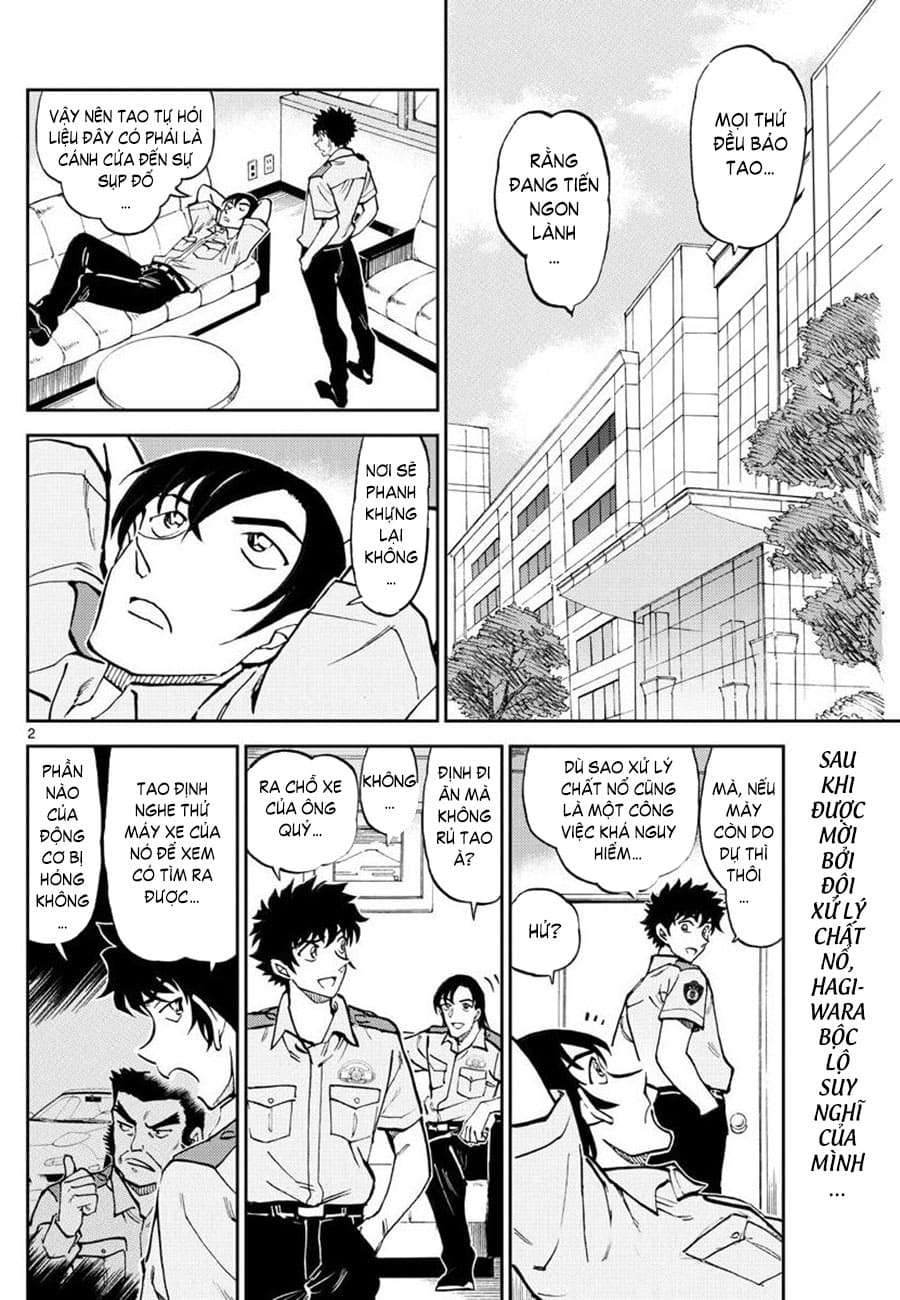 MỌI THỨ
ĐỀU BẢO
TAO...
RẰNG
ĐANG TIẾN
NGON
LÀNH
...
VẬY NÊN TAO TỰ HỎI
LIỆU ĐÂY CÓ PHẢI LÀ
CÁNH CỬA ĐẾN SỰ
SỤP ĐỔ
...
NƠI SẼ
PHANH
KHỰNG
LẠI
KHÔNG
...
2
SAU
KHI
ĐƯỢC
MỜI
BỞI
ĐỘI
XỬ LÝ
CHẤT
NỔ,
HAGI-
WARA
BỘC
LỘ
SUY
NGHĨ
CỦA
MÌNH
...
MÀ, NẾU
MÀY
CÒN DO
DỰ THÌ
THÔI
...
DÙ SAO XỬ LÝ
CHẤT NỔ CŨNG
LÀ MỘT CÔNG
VIỆC KHÁ NGUY
HIỂM...
HỬ?
ĐỊNH ĐI
ĂN MÀ
KHÔNG
RỦ TAO
À?
KHÔNG
...
RA CHỖ XE
CỦA ÔNG
QUỶ...
TAO ĐỊNH
NGHE THỬ
MÁY XE CỦA
NÓ ĐỂ XEM
CÓ TÌM RA
ĐƯỢC...
PHẦN
NÀO
CỦA
ĐỘNG
CƠ BỊ
HỎNG
KHÔNG
...